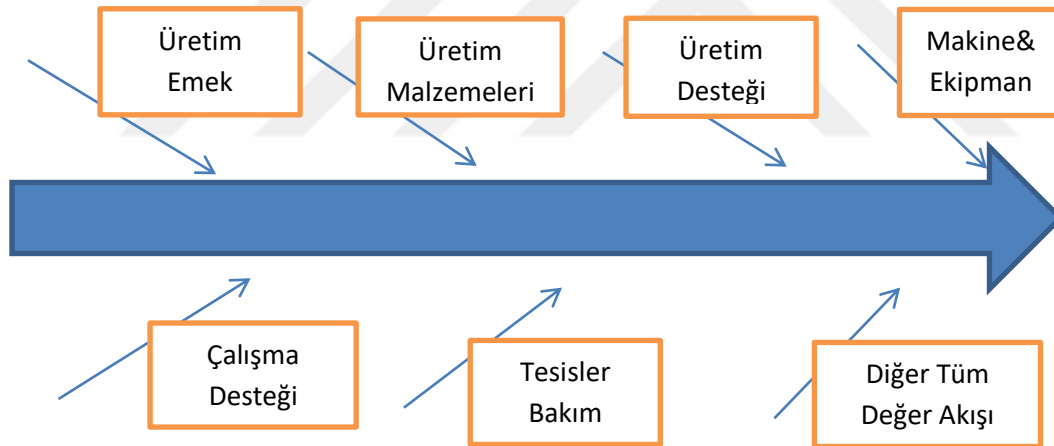 Üretim
Emek
Üretim
Malzemeleri
Üretim
Desteği
Makine&
Ekipman
Çalışma
Desteği
Tesisler
Bakım
Diğer Tüm
Değer Akışı